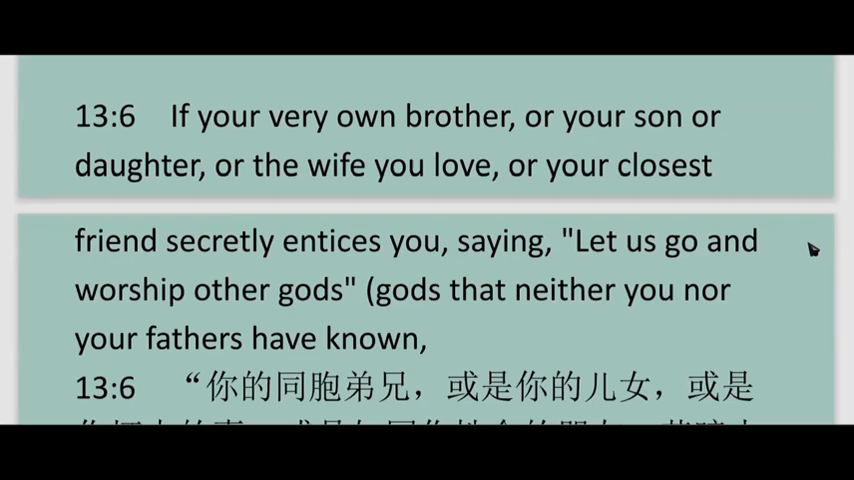 13:6 If your very own brother, or your son or
daughter, or the wife you love, or your closest
friend secretly entices you, saying, "Let us go and
worship other gods" (gods that neither you nor
your fathers have known,
13:6 “你的同胞弟兄，或是你的儿女，或是